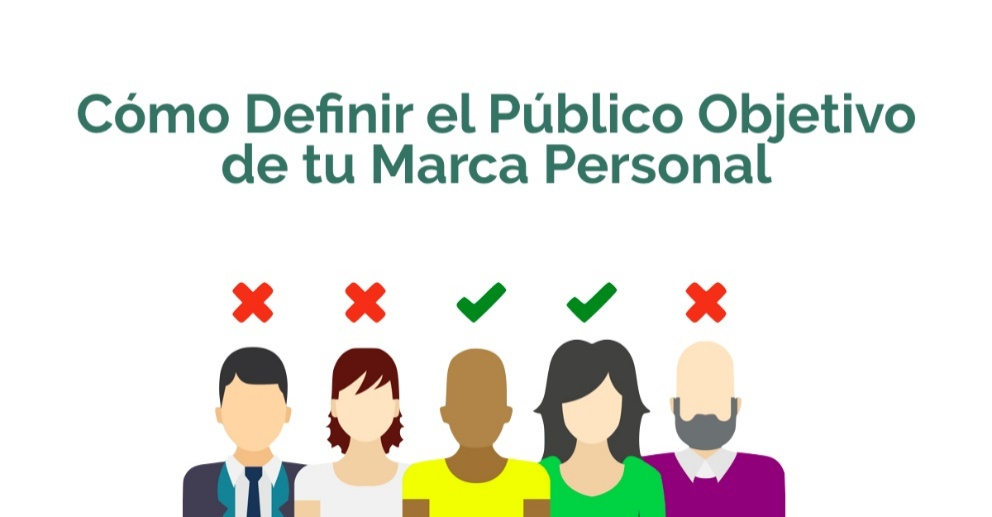 Cómo Definir el Público Objetivo
de tu Marca Personal